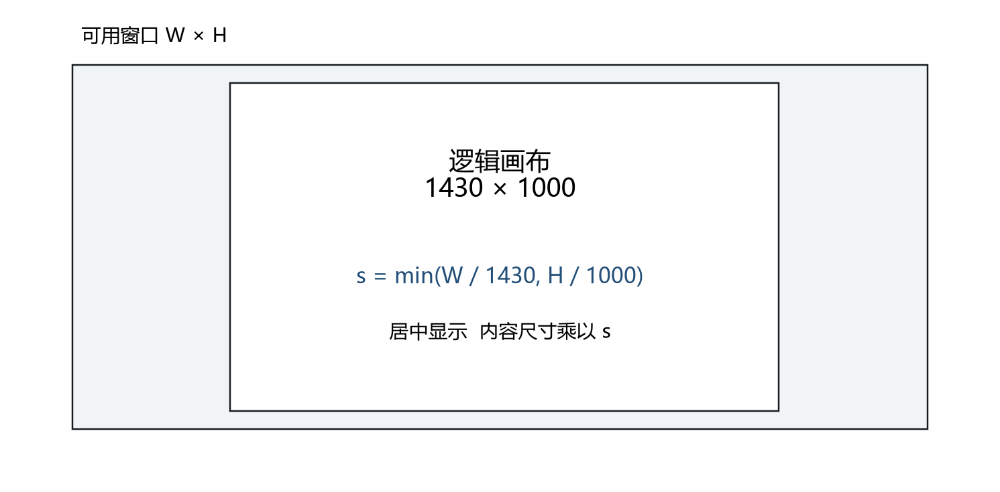 可用窗口 W × H
逻辑画布
1430 × 1000
s = min(W / 1430, H / 1000)
居中显示 内容尺寸乘以 s